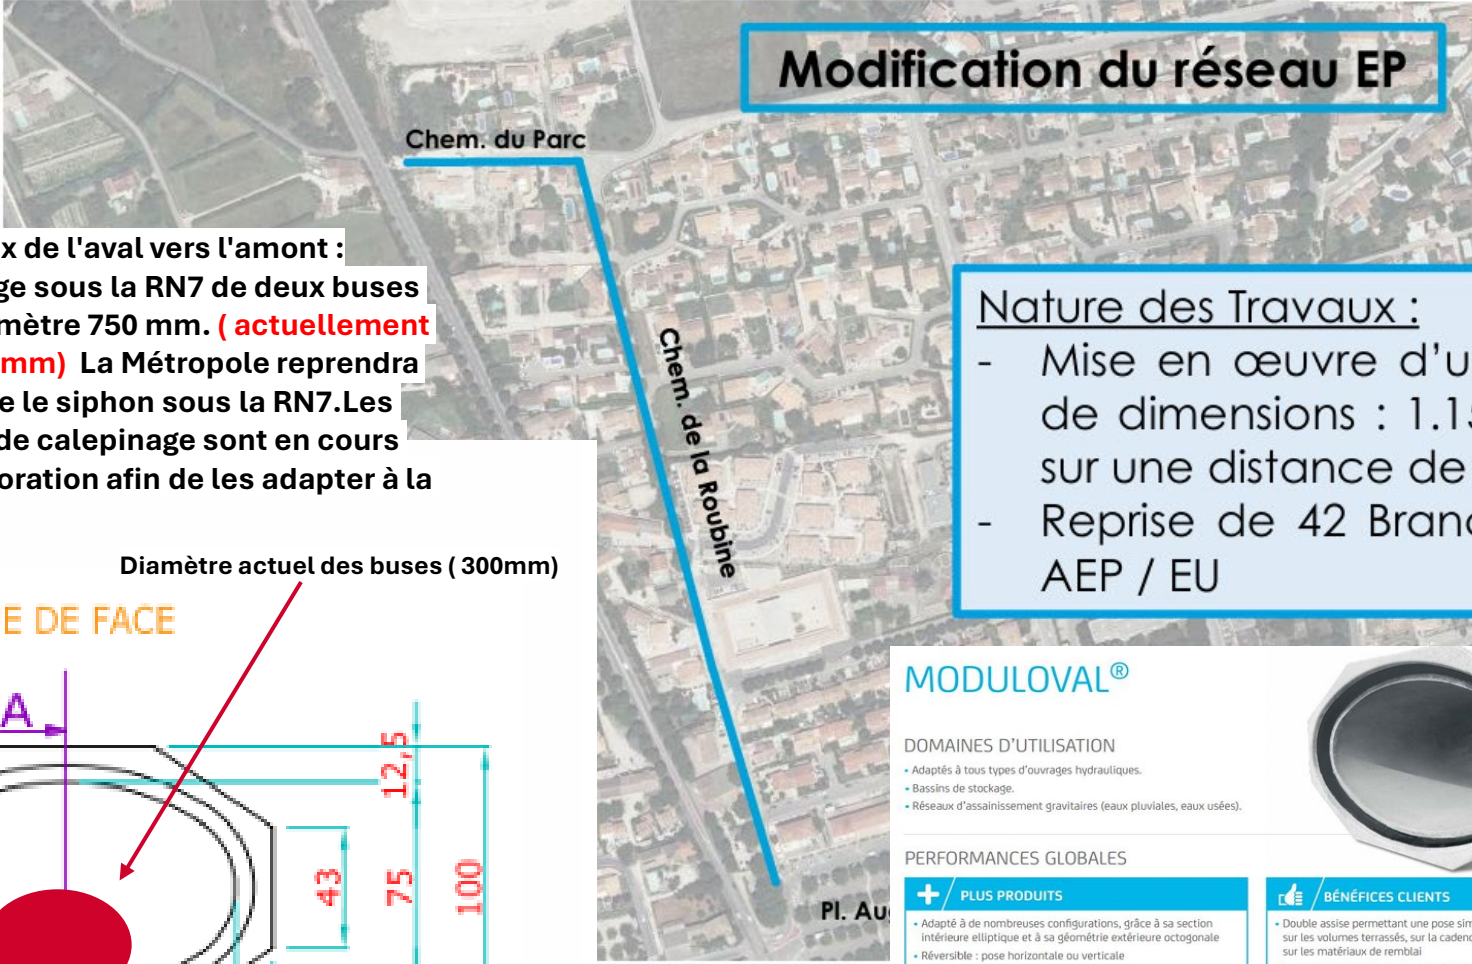 Modification du réseau EP
Chem. du Parc
x de l'aval vers l'amont :
ge sous la RN7 de deux buses
mètre 750 mm. ( actuellement
mm) La Métropole reprendra
e le siphon sous la RN7.Les
de calepinage sont en cours
oration afin de les adapter à la
Chem. de la Roubine
Nature des Travaux :
- Mise en œuvre d'u
de dimensions : 1.15
sur une distance de
- Reprise de 42 Branc
AEP / EU
Diamètre actuel des buses ( 300mm)
E DE FACE
A
12,5
43
75
100
Pl. Au
MODULOVAL®
DOMAINES D'UTILISATION
• Adaptés à tous types d'ouvrages hydrauliques.
• Bassins de stockage.
• Réseaux d'assainissement gravitaires (eaux pluviales, eaux usées).
PERFORMANCES GLOBALES
PLUS PRODUITS
• Adapté à de nombreuses configurations, grâce à sa section
intérieure elliptique et à sa géométrie extérieure octogonale
• Réversible : pose horizontale ou verticale
BÉNÉFICES CLIENTS
• Double assise permettant une pose sim
sur les volumes terrassés, sur la cadenc
sur les matériaux de remblai